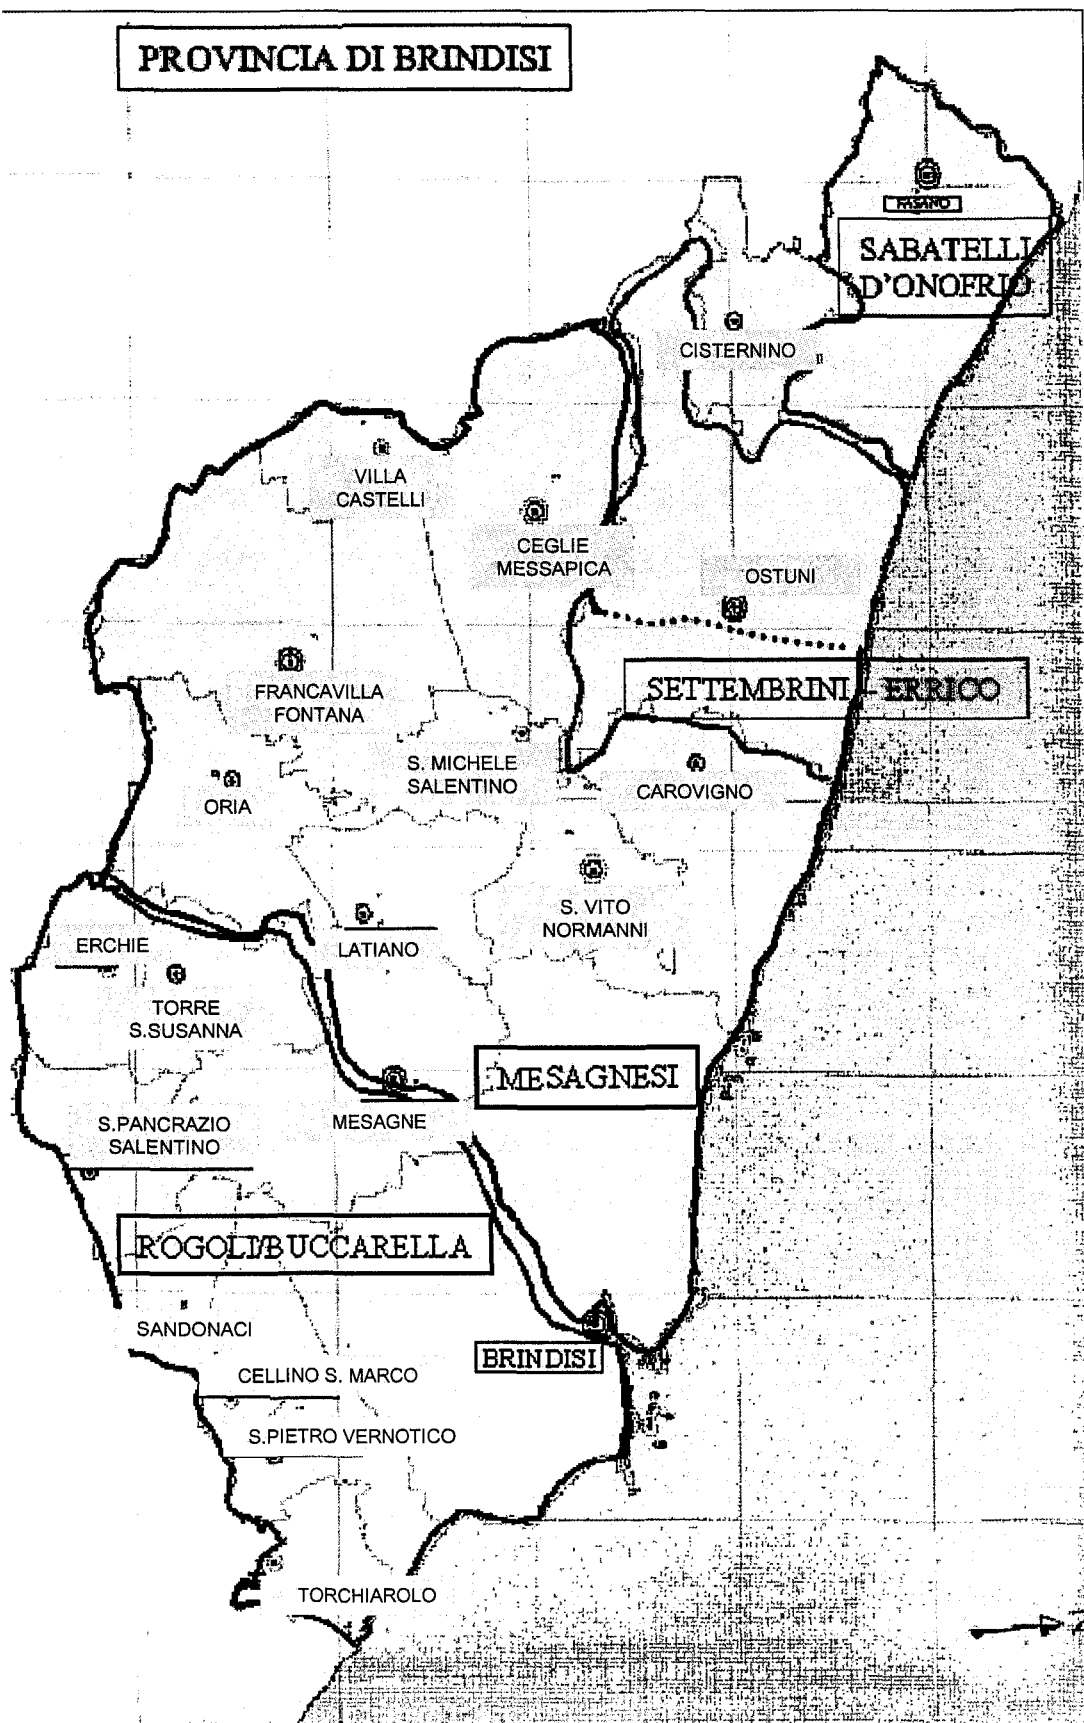 PROVINCIA DI BRINDISI
FASANO
SABATELLI
D'ONOFRIO
CISTERNINO
VILLA
CASTELLI
CEGLIE
MESSAPICA
OSTUNI
FRANCAVILLA
FONTANA
SETTEMBRINI - ERRICO
S. MICHELE
SALENTINO
ORIA
CAROVIGNO
S. VITO
NORMANNI
ERCHIE
LATIANO
TORRE
S.SUSANNA
MESAGNESI
S.PANCRAZIO
SALENTINO
MESAGNE
ROGOLI/BUCCARELLA
SANDONACI
BRINDISI
CELLINO S. MARCO
S.PIETRO VERNOTICO
TORCHIAROLO